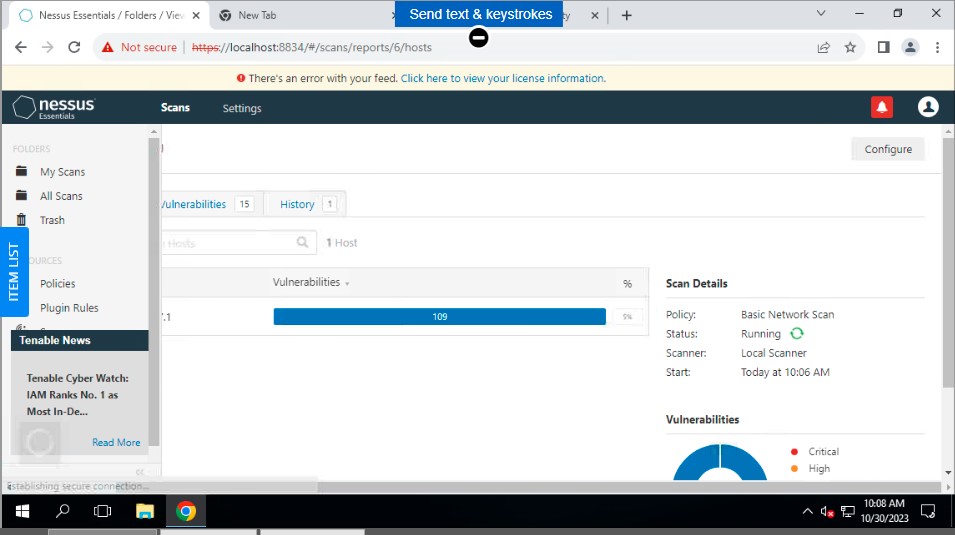 Nessus Essentials / Folders / View
New Tab
Send text & keystrokes
ty
Not secure
https://localhost:8834/#/scans/reports/6/hosts
There's an error with your feed. Click here to view your license information.
nessus
Essentials
Scans
Settings
FOLDERS
My Scans
All Scans
Trash
Configure
Vulnerabilities 15
History 1
Hosts
1 Host
ITEM LIST
OURCES
Policies
Plugin Rules
Vulnerabilities
%
7.1
109
9%
Scan Details
Policy: Basic Network Scan
Status: Running
Scanner: Local Scanner
Start: Today at 10:06 AM
Tenable News
Tenable Cyber Watch:
IAM Ranks No. 1 as
Most In-De...
Read More
Vulnerabilities
Critical
High
Establishing secure connection...
10:08 AM
10/30/2023